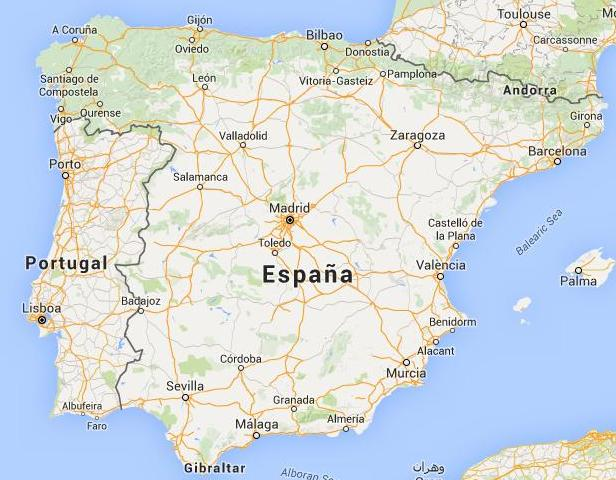 Toulouse
Gijón
A Coruña
Bilbao
Carcassonne
Oviedo
Donostia
Santiago de
Compostela
León
Vitoria-Gasteiz
Pamplona
Andorra
Ourense
Vigo
Girona
Valladolid
Zaragoza
Barcelona
Porto
Salamanca
Madrid
Castelló de
la Plana
Balearic Sea
Toledo
Portugal
España
València
Palma
Lisboa
Badajoz
Benidorm
Alacant
Córdoba
Murcia
Sevilla
Albufeira
Granada
Faro
Málaga
Almería
Gibraltar
Alboran Sea
وهران